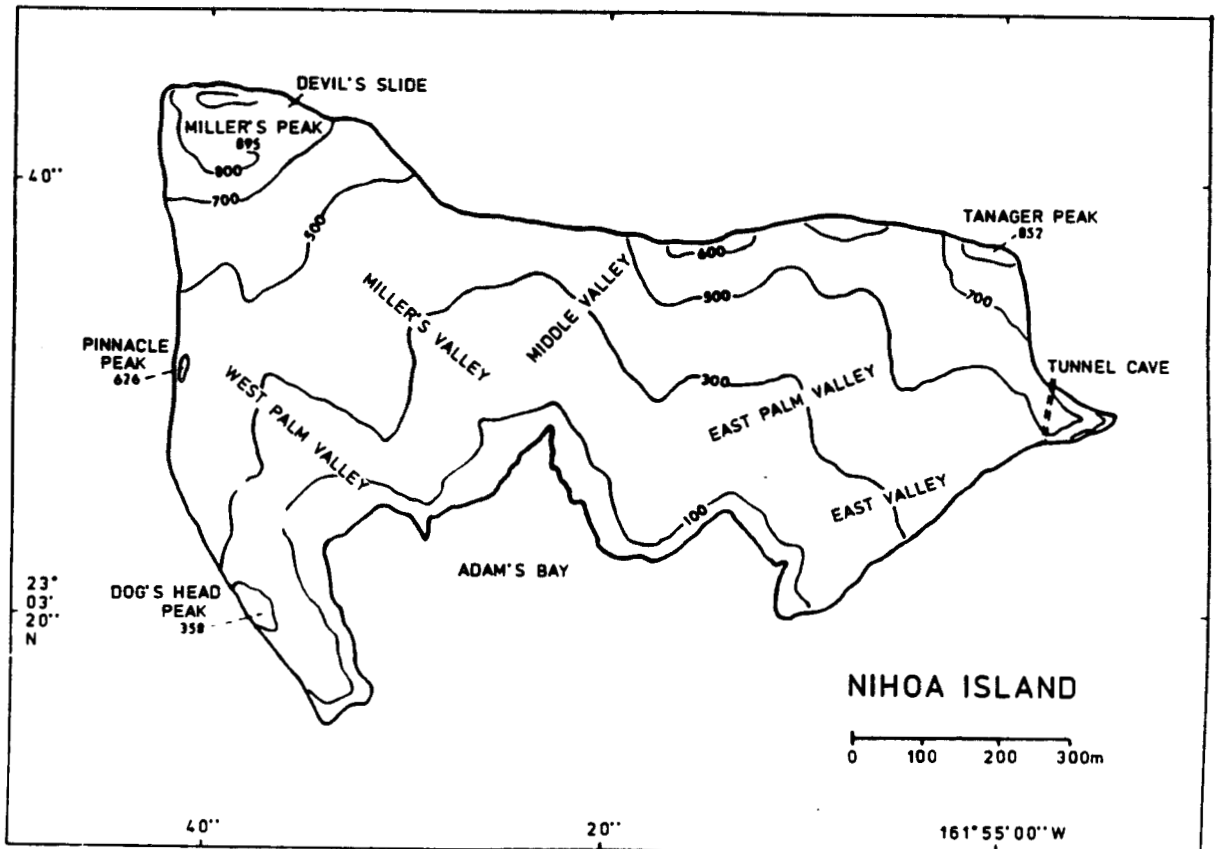 DEVIL'S SLIDE
MILLER'S PEAK
895
800
40''
700
500
TANAGER PEAK
852
600
MILLER'S VALLEY
MIDDLE VALLEY
900
700
PINNACLE
PEAK
626
TUNNEL CAVE
WEST PALM VALLEY
300
EAST PALM VALLEY
EAST VALLEY
100
ADAM'S BAY
23°
03'
20''
N
DOG'S HEAD
PEAK
358
NIHOA ISLAND
0 100 200 300m
40'' 20'' 161°55'00''W